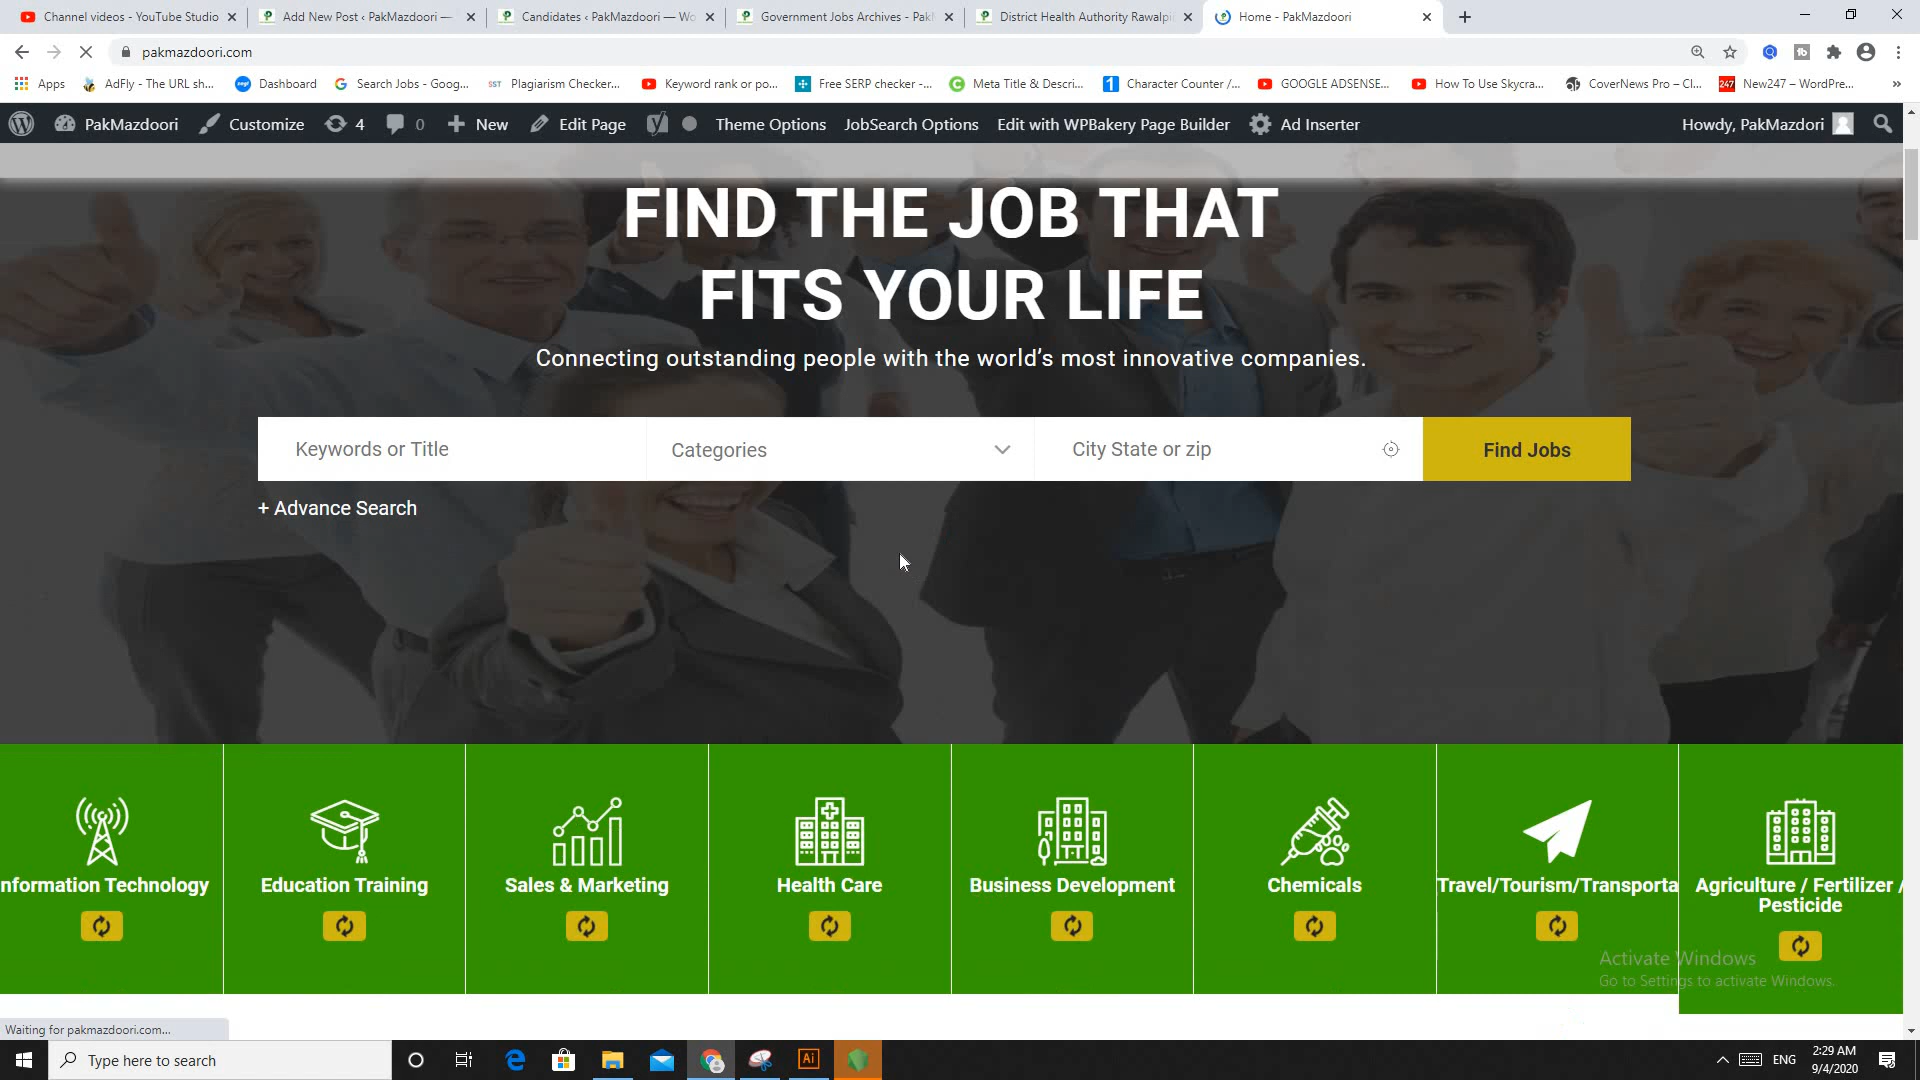 Channel videos - YouTube Studio
Add New Post ‹ PakMazdoori —
Candidates ‹ PakMazdoori — Wo
Government Jobs Archives - Pak
District Health Authority Rawalpi
Home - PakMazdoori
pakmazdoori.com
Apps
AdFly - The URL sh...
Dashboard
Search Jobs - Goog...
SST
Plagiarism Checker...
Keyword rank or po...
Free SERP checker -...
Meta Title & Descri...
Character Counter /...
GOOGLE ADSENSE...
How To Use Skycra...
CoverNews Pro – Cl...
247
New247 – WordPre...
PakMazdoori
Customize
4
0
New
Edit Page
Theme Options
JobSearch Options
Edit with WPBakery Page Builder
Ad Inserter
Howdy, PakMazdori
FIND THE JOB THAT
FITS YOUR LIFE
Connecting outstanding people with the world's most innovative companies.
Keywords or Title
Categories
City State or zip
Find Jobs
+ Advance Search
nformation Technology
Education Training
Sales & Marketing
Health Care
Business Development
Chemicals
Travel/Tourism/Transporta
Agriculture / Fertilizer /
Pesticide
Activate Windows
Go to Settings to activate Windows.
Waiting for pakmazdoori.com...
Type here to search
Ai
ENG
2:29 AM
9/4/2020